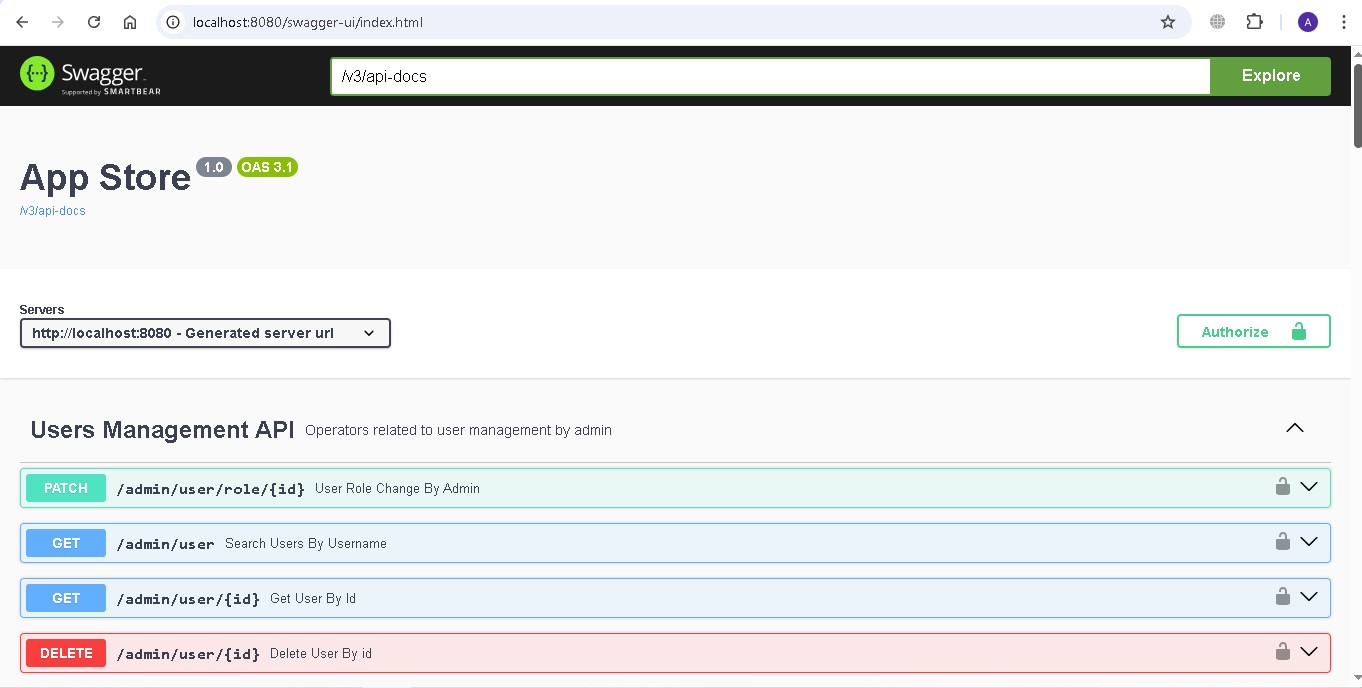 localhost:8080/swagger-ui/index.html
A
Swagger
Supported by SMARTBEAR
/v3/api-docs
Explore
App Store 1.0 OAS 3.1
/v3/api-docs
Servers
http://localhost:8080 - Generated server url
Authorize
Users Management API Operators related to user management by admin
PATCH /admin/user/role/{id} User Role Change By Admin
GET /admin/user Search Users By Username
GET /admin/user/{id} Get User By Id
DELETE /admin/user/{id} Delete User By id